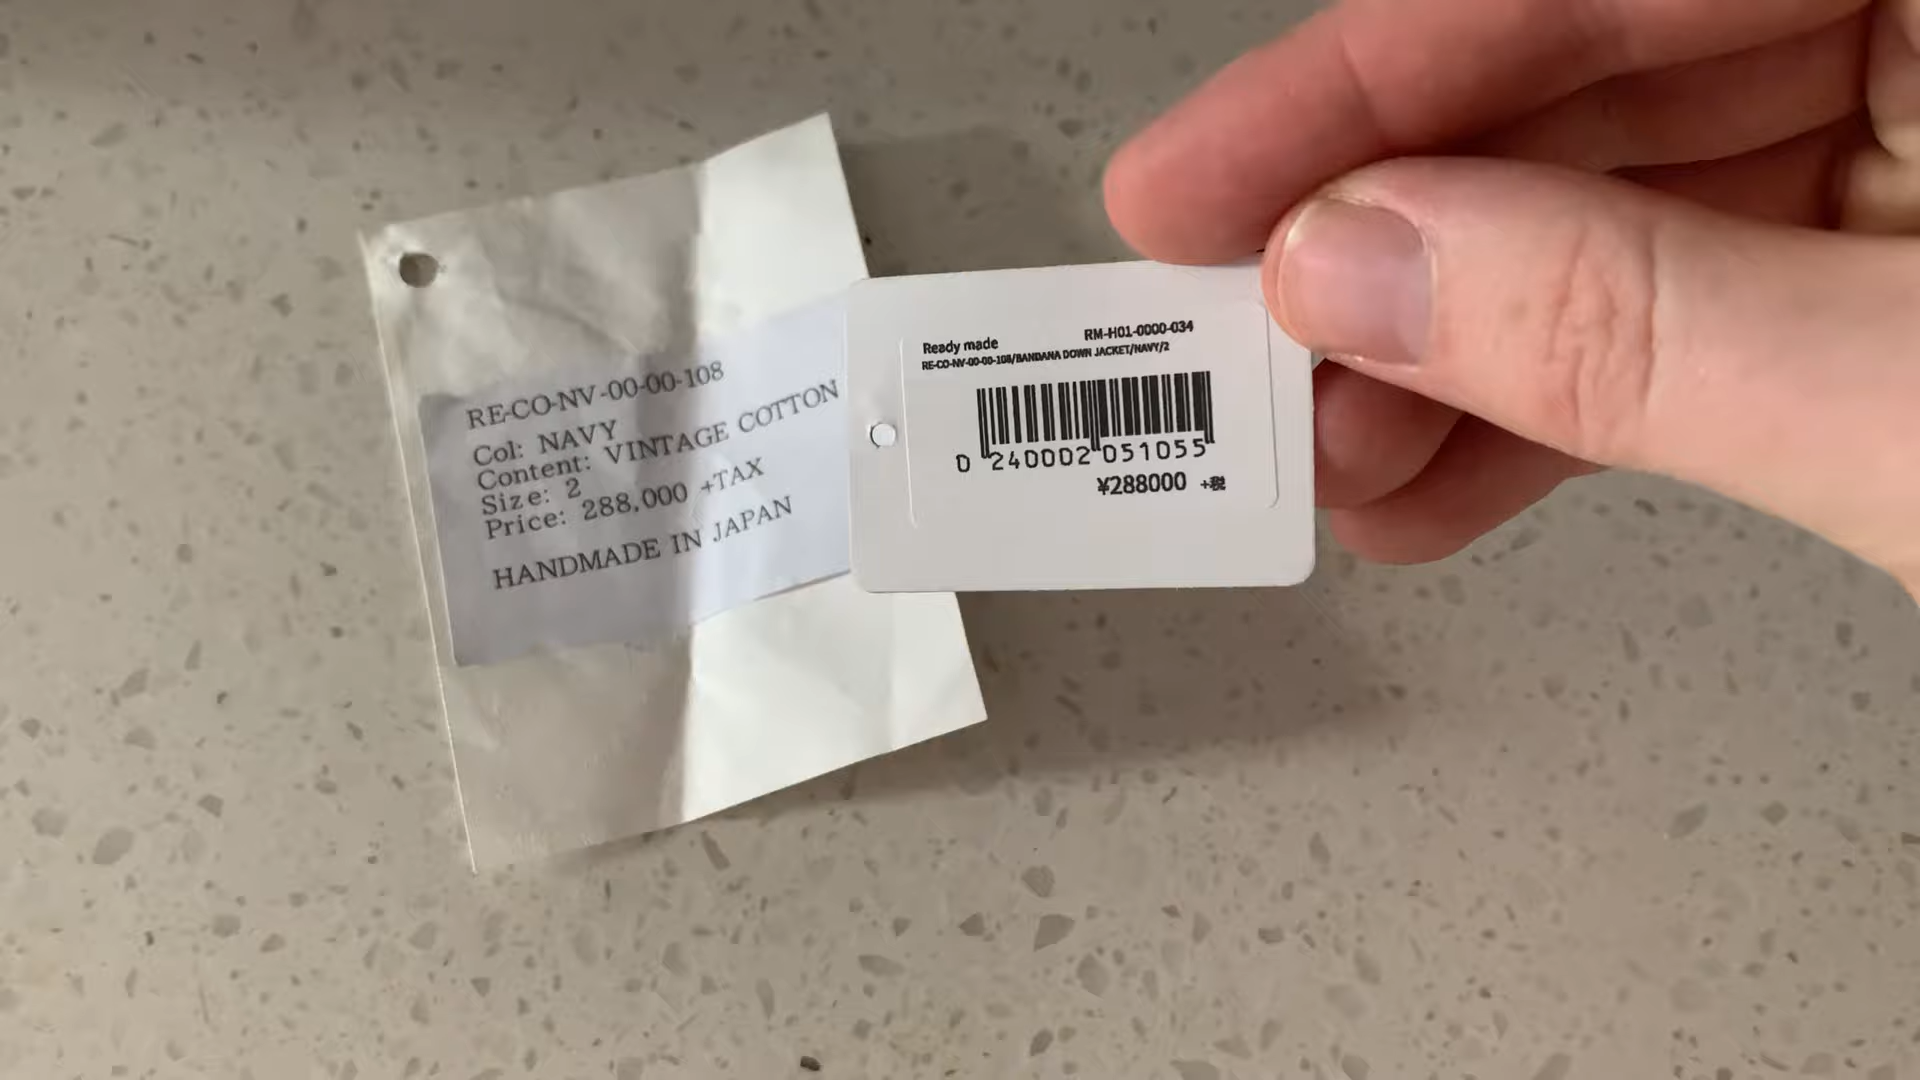 RE-CO-NV-00-00-108
Col: NAVY
Content: VINTAGE COTTON
Size: 2
Price: 288,000 +TAX
HANDMADE IN JAPAN
Ready made RM-H01-0000-034
RE-CO-NV-00-00-108/BANDANA DOWN JACKET/NAVY/2
0 240002 051055
¥288000 +税